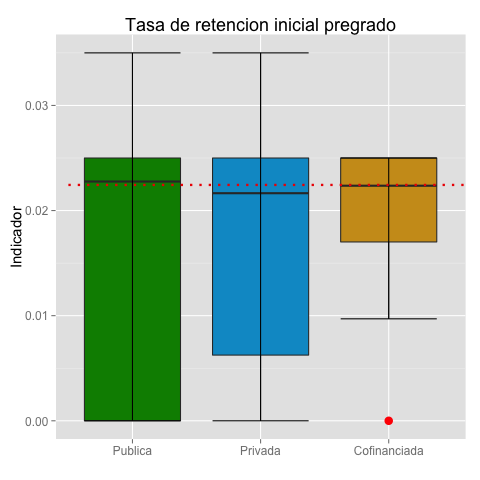 Tasa de retencion inicial pregrado
Indicador
0.03
0.02
0.01
0.00
Publica
Privada
Cofinanciada